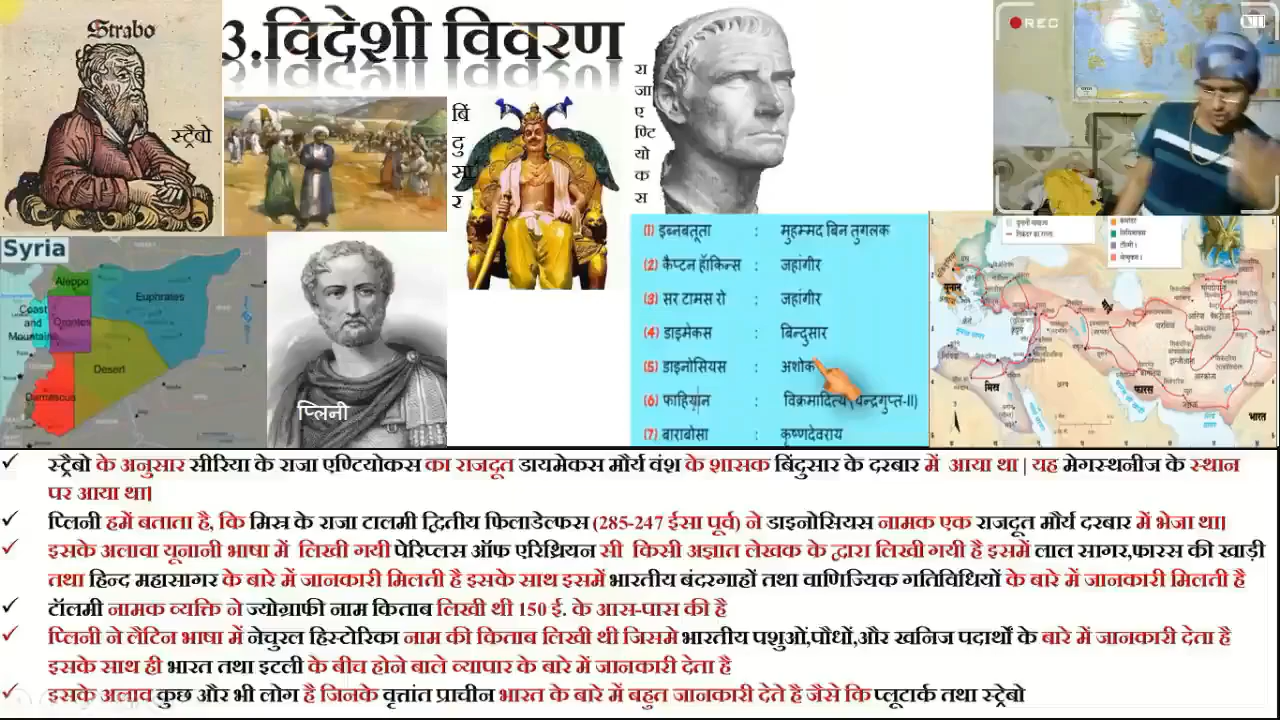 Strabo
स्ट्रैबो
3.विदेशी विवरण
बिंदुसार
राजा एण्टियोकस
REC
Syria
Aleppo
Euphrates
Coast and Mountains
Orontes
Desert
Damascus
प्लिनी
(1) इब्नबतूता : मुहम्मद बिन तुगलक
(2) कैप्टन हॉकिन्स : जहांगीर
(3) सर टामस रो : जहांगीर
(4) डाइमेकस : बिन्दुसार
(5) डाइनोसियस : अशोक
(6) फाहियान : विक्रमादित्य (चन्द्रगुप्त-II)
(7) बाराबोसा : कृष्णदेवराय
यूनान
मिस्र
फारस
भारत
✓ स्ट्रैबो के अनुसार सीरिया के राजा एण्टियोकस का राजदूत डायमेकस मौर्य वंश के शासक बिंदुसार के दरबार में आया था | यह मेगस्थनीज के स्थान
पर आया था।
✓ प्लिनी हमें बताता है, कि मिस्र के राजा टालमी द्वितीय फिलाडेल्फस (285-247 ईसा पूर्व) ने डाइनोसियस नामक एक राजदूत मौर्य दरबार में भेजा था।
✓ इसके अलावा यूनानी भाषा में लिखी गयी पेरिप्लस ऑफ एरिथ्रियन सी किसी अज्ञात लेखक के द्वारा लिखी गयी है इसमें लाल सागर,फारस की खाड़ी
तथा हिन्द महासागर के बारे में जानकारी मिलती है इसके साथ इसमें भारतीय बंदरगाहों तथा वाणिज्यिक गतिविधियों के बारे में जानकारी मिलती है
✓ टॉलमी नामक व्यक्ति ने ज्योग्राफी नाम किताब लिखी थी 150 ई. के आस-पास की है
✓ प्लिनी ने लैटिन भाषा में नेचुरल हिस्टोरिका नाम की किताब लिखी थी जिसमे भारतीय पशुओं,पौधों,और खनिज पदार्थों के बारे में जानकारी देता है
इसके साथ ही भारत तथा इटली के बीच होने बाले व्यापार के बारे में जानकारी देता है
✓ इसके अलाव कुछ और भी लोग है जिनके वृत्तांत प्राचीन भारत के बारे में बहुत जानकारी देते है जैसे कि प्लूटार्क तथा स्ट्रेबो